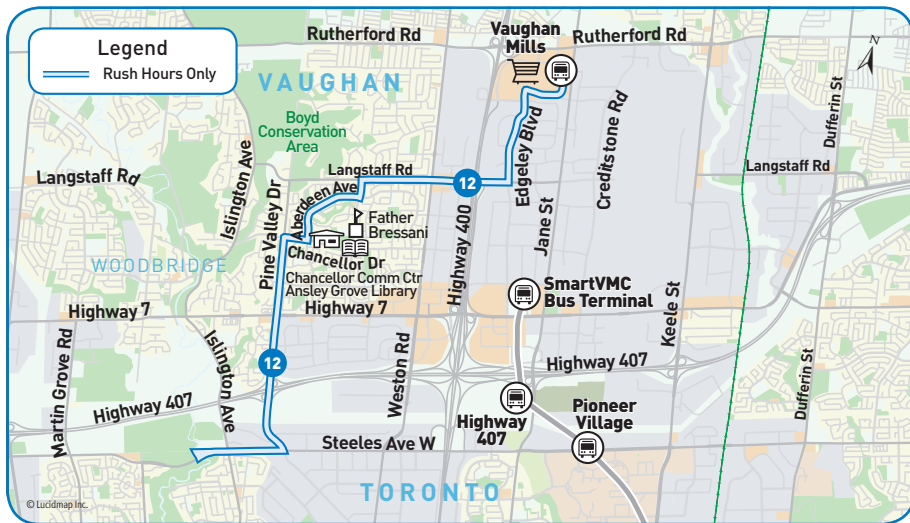 Legend
Rush Hours Only
Rutherford Rd
Vaughan
Mills
Rutherford Rd
N
VAUGHAN
Boyd
Conservation
Area
Edgeley Blvd
Creditstone Rd
Dufferin St
Langstaff Rd
Islington Ave
Pine Valley Dr
Langstaff Rd
12
Langstaff Rd
Aberdeen Ave
Father
Bressani
Chancellor Dr
Chancellor Comm Ctr
Ansley Grove Library
WOODBRIDGE
Highway 400
Jane St
SmartVMC
Bus Terminal
Keele St
Highway 7
Highway 7
Martin Grove Rd
Islington Ave
12
Weston Rd
Highway 407
Dufferin St
Highway 407
Highway
407
Pioneer
Village
Steeles Ave W
TORONTO
© Lucidmap Inc.